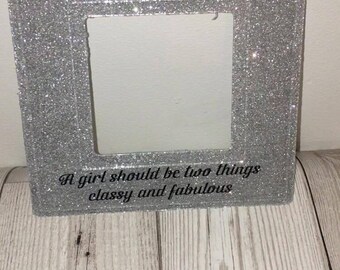 A girl should be two things
classy and fabulous